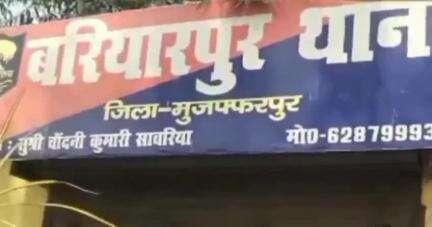 बरियारपुर थान
जिला-मुजफ्फरपुर
: सुश्री चाँदनी कुमारी सावरिया मो0-62879993